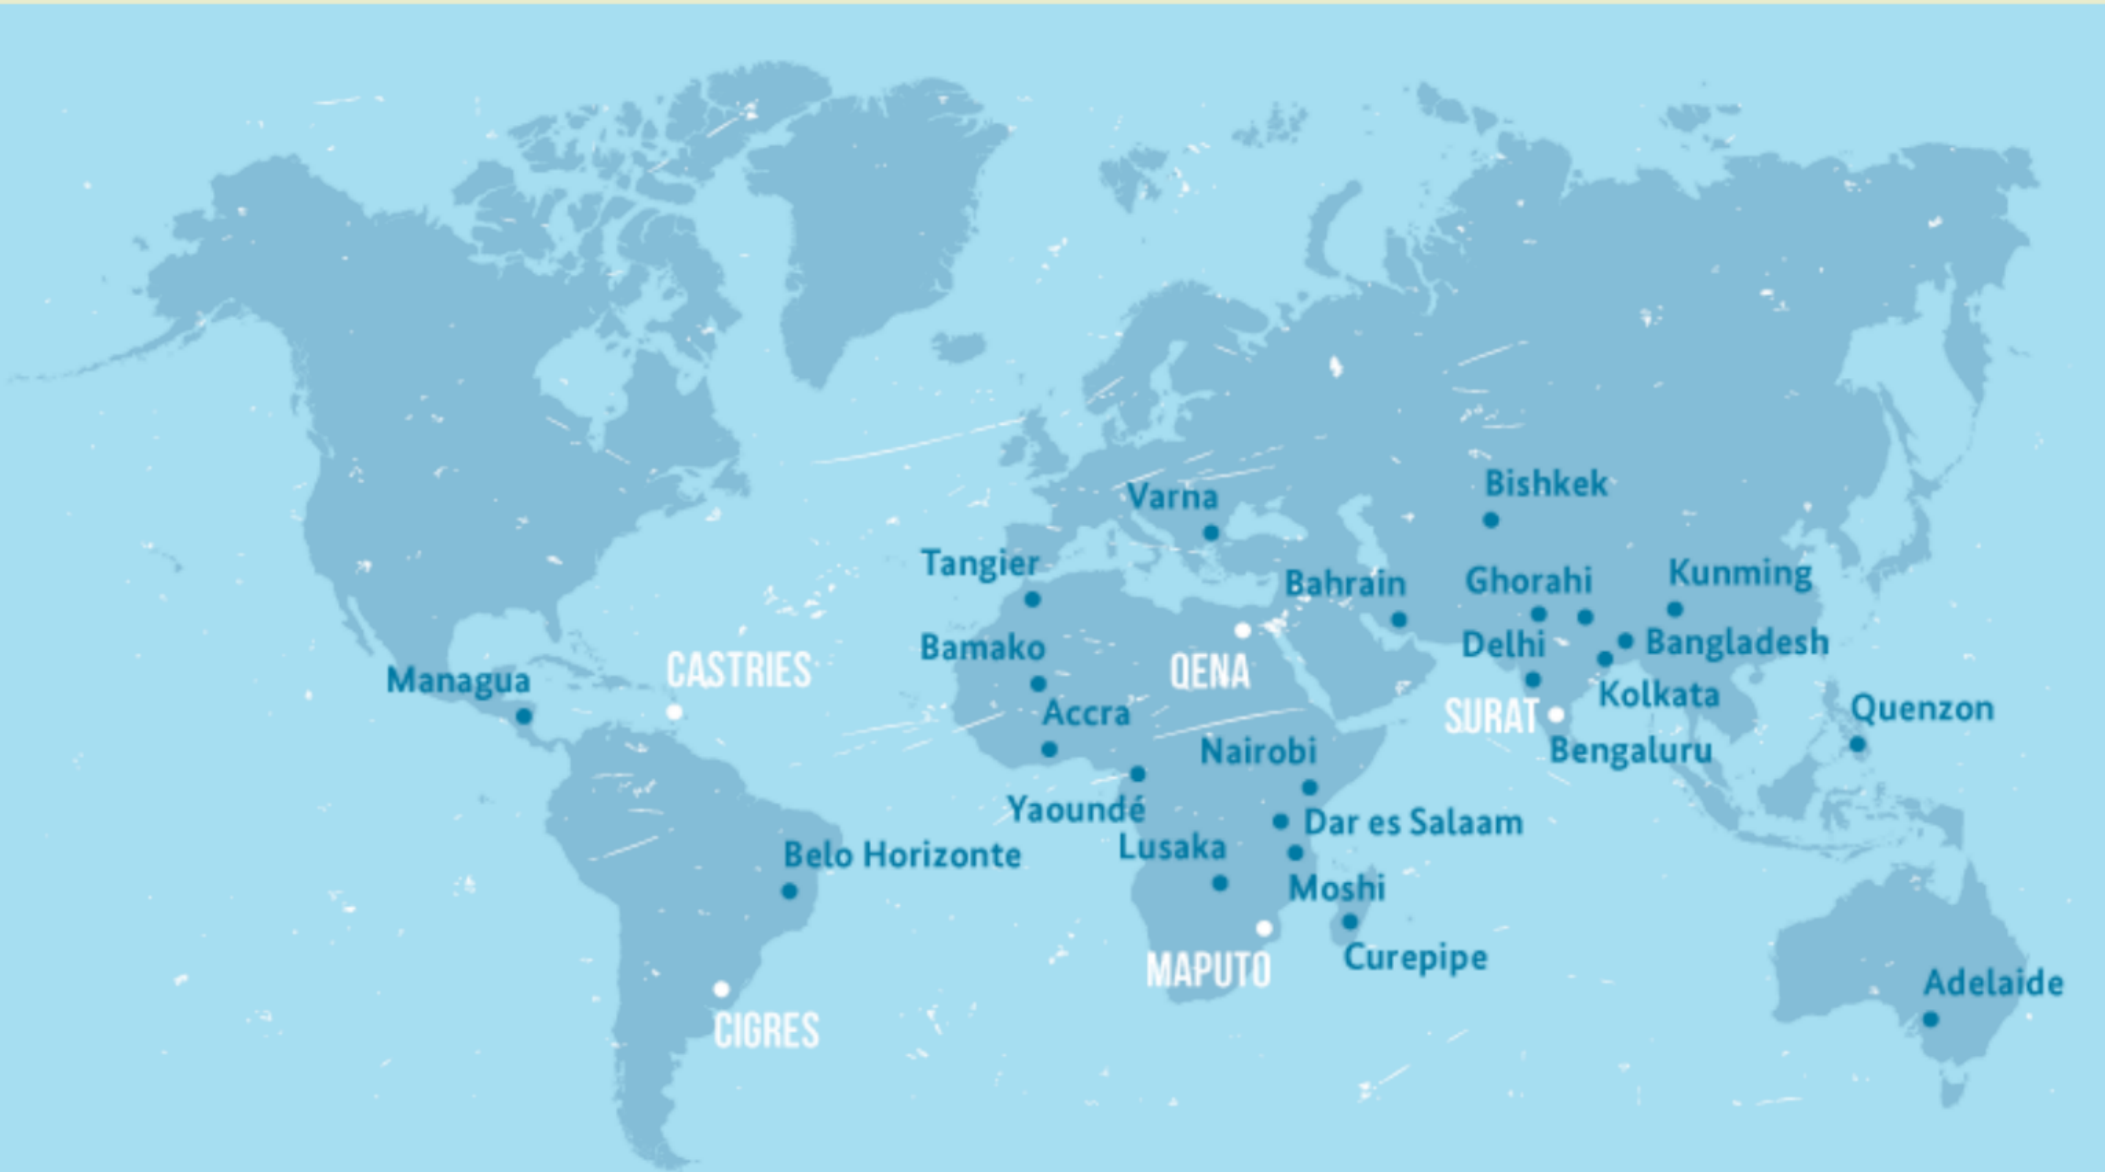 Bishkek
Varna
Tangier
Bahrain
Ghorahi
Kunming
Bamako
Delhi
Bangladesh
CASTRIES
QENA
Managua
Kolkata
Accra
SURAT
Quenzon
Nairobi
Bengaluru
Yaoundé
Dar es Salaam
Lusaka
Belo Horizonte
Moshi
Curepipe
MAPUTO
Adelaide
CIGRES